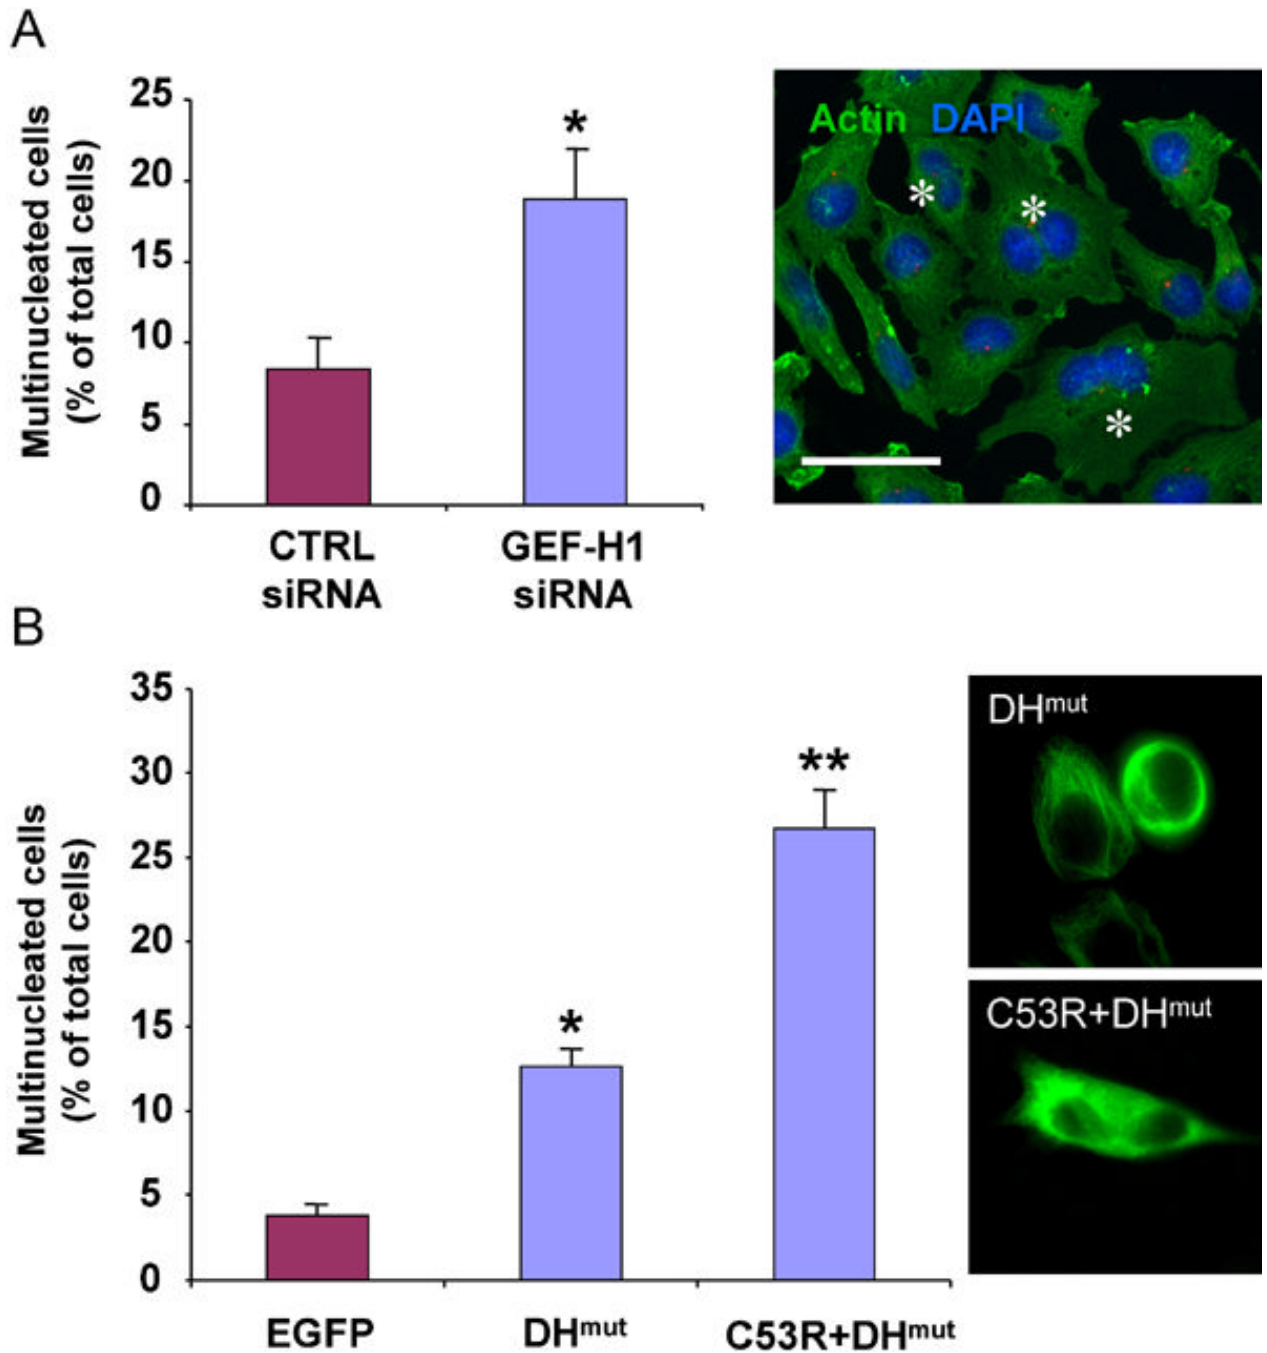 A
Multinucleated cells
(% of total cells)
25
20
15
10
5
0
*
CTRL
siRNA
GEF-H1
siRNA
Actin DAPI
*
*
*
B
Multinucleated cells
(% of total cells)
35
30
25
20
15
10
5
0
*
**
EGFP
DHmut
C53R+DHmut
DHmut
C53R+DHmut